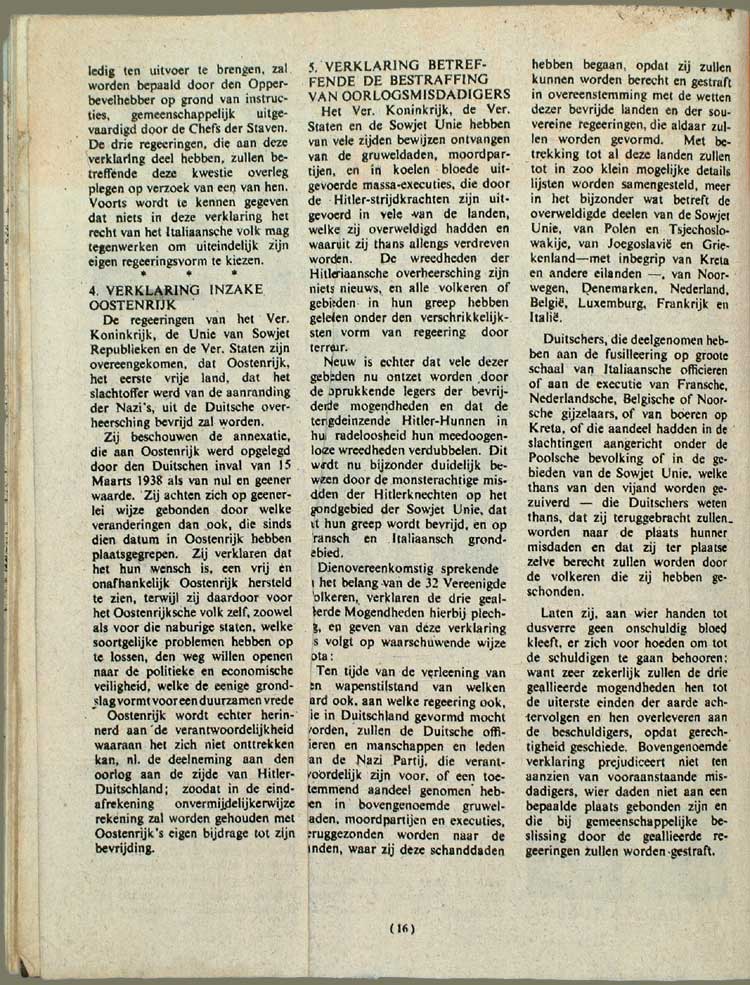 ledig ten uitvoer te brengen, zal
worden bepaald door den Opper-
bevelhebber op grond van instruc-
ties, gemeenschappelijk uitge-
vaardigd door de Chefs der Staven.
De drie regeeringen, die aan deze
verklaring deel hebben, zullen be-
treffende deze kwestie overleg
plegen op verzoek van een van hen.
Voorts wordt te kennen gegeven
dat niets in deze verklaring het
recht van het Italiaansche volk mag
tegenwerken om uiteindelijk zijn
eigen regeeringsvorm te kiezen.
* * *
4. VERKLARING INZAKE
OOSTENRIJK
De regeeringen van het Ver.
Koninkrijk, de Unie van Sowjet
Republieken en de Ver. Staten zijn
overeengekomen, dat Oostenrijk,
het eerste vrije land, dat het
slachtoffer werd van de aanranding
der Nazi's, uit de Duitsche over-
heersching bevrijd zal worden.
Zij beschouwen de annexatie,
die aan Oostenrijk werd opgelegd
door den Duitschen inval van 15
Maarts 1938 als van nul en geener
waarde. Zij achten zich op geener-
lei wijze gebonden door welke
veranderingen dan ook, die sinds
dien datum in Oostenrijk hebben
plaatsgegrepen. Zij verklaren dat
het hun wensch is, een vrij en
onafhankelijk Oostenrijk hersteld
te zien, terwijl zij daardoor voor
het Oostenrijksche volk zelf, zoowel
als voor die naburige staten, welke
soortgelijke problemen hebben op
te lossen, den weg willen openen
naar de politieke en economische
veiligheid, welke de eenige grond-
slag vormt voor een duurzamen vrede
Oostenrijk wordt echter herin-
nerd aan de verantwoordelijkheid
waaraan het zich niet onttrekken
kan, nl. de deelneming aan den
oorlog aan de zijde van Hitler-
Duitschland; zoodat in de eind-
afrekening onvermijdelijkerwijze
rekening zal worden gehouden met
Oostenrijk's eigen bijdrage tot zijn
bevrijding.
5. VERKLARING BETREF-
FENDE DE BESTRAFFING
VAN OORLOGSMISDADIGERS
Het Ver. Koninkrijk, de Ver.
Staten en de Sowjet Unie hebben
van vele zijden bewijzen ontvangen
van de gruweldaden, moordpar-
tijen, en in koelen bloede uit-
gevoerde massa-executies, die door
de Hitler-strijdkrachten zijn uit-
gevoerd in vele van de landen,
welke zij overweldigd hadden en
waaruit zij thans allengs verdreven
worden. De wreedheden der
Hitleriaansche overheersching zijn
niets nieuws, en alle volkeren of
gebieden in hun greep hebben
geleden onder den verschrikkelijk-
sten vorm van regeering door
terreur.
Nieuw is echter dat vele dezer
gebieden nu ontzet worden door
de oprukkende legers der bevrij-
dende mogendheden en dat de
terugdeinzende Hitler-Hunnen in
hun radeloosheid hun meedoogen-
looze wreedheden verdubbelen. Dit
wordt nu bijzonder duidelijk be-
wezen door de monsterachtige mis-
dden der Hitlerknechten op het
gondgebied der Sowjet Unie, dat
it hun greep wordt bevrijd, en op
ransch en Italiaansch grond-
ebied.
Dienovereenkomstig sprekende
het belang van de 32 Vereenigde
olkeren, verklaren de drie geal-
ierde Mogendheden hierbij plech-
g, en geven van deze verklaring
s volgt op waarschuwende wijze
ota:
Ten tijde van de verleening van
en wapenstilstand van welken
ard ook, aan welke regeering ook,
ie in Duitschland gevormd mocht
orden, zullen de Duitsche offi-
ieren en manschappen en leden
an de Nazi Partij, die verant-
oordelijk zijn voor, of een toe-
temmend aandeel genomen heb-
en in bovengenoemde gruwel-
aden, moordpartijen en executies,
eruggezonden worden naar de
nden, waar zij deze schanddaden
hebben begaan, opdat zij zullen
kunnen worden berecht en gestraft
in overeenstemming met de wetten
dezer bevrijde landen en der sou-
vereine regeeringen, die aldaar zul-
len worden gevormd. Met be-
trekking tot al deze landen zullen
tot in zoo klein mogelijke details
lijsten worden samengesteld, meer
in het bijzonder wat betreft de
overweldigde deelen van de Sowjet
Unie, van Polen en Tsjechoslo-
wakije, van Joegoslavië en Grie-
kenland—met inbegrip van Kreta
en andere eilanden —, van Noor-
wegen, Denemarken, Nederland,
België, Luxemburg, Frankrijk en
Italië.
Duitschers, die deelgenomen heb-
ben aan de fusilleering op groote
schaal van Italiaansche officieren
of aan de executie van Fransche,
Nederlandsche, Belgische of Noor-
sche gijzelaars, of van boeren op
Kreta, of die aandeel hadden in de
slachtingen aangericht onder de
Poolsche bevolking of in de ge-
bieden van de Sowjet Unie, welke
thans van den vijand worden ge-
zuiverd — die Duitschers weten
thans, dat zij teruggebracht zullen
worden naar de plaats hunner
misdaden en dat zij ter plaatse
zelve berecht zullen worden door
de volkeren die zij hebben ge-
schonden.
Laten zij, aan wier handen tot
dusverre geen onschuldig bloed
kleeft, er zich voor hoeden om tot
de schuldigen te gaan behooren;
want zeer zekerlijk zullen de drie
geallieerde mogendheden hen tot
de uiterste einden der aarde ach-
tervolgen en hen overleveren aan
de beschuldigers, opdat gerech-
tigheid geschiede. Bovengenoemde
verklaring prejudiceert niet ten
aanzien van vooraanstaande mis-
dadigers, wier daden niet aan een
bepaalde plaats gebonden zijn en
die bij gemeenschappelijke be-
slissing door de geallieerde re-
geeringen zullen worden gestraft.
(16)